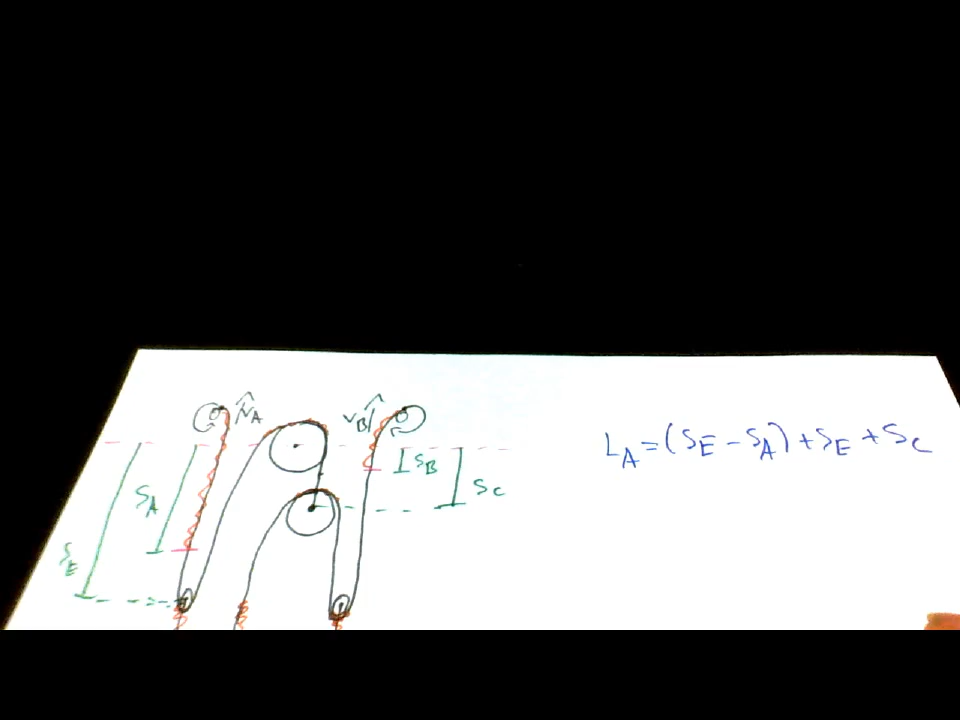 V_A
V_B
S_B
S_A
S_C
S_E
L_A = (S_E - S_A) + S_E + S_C